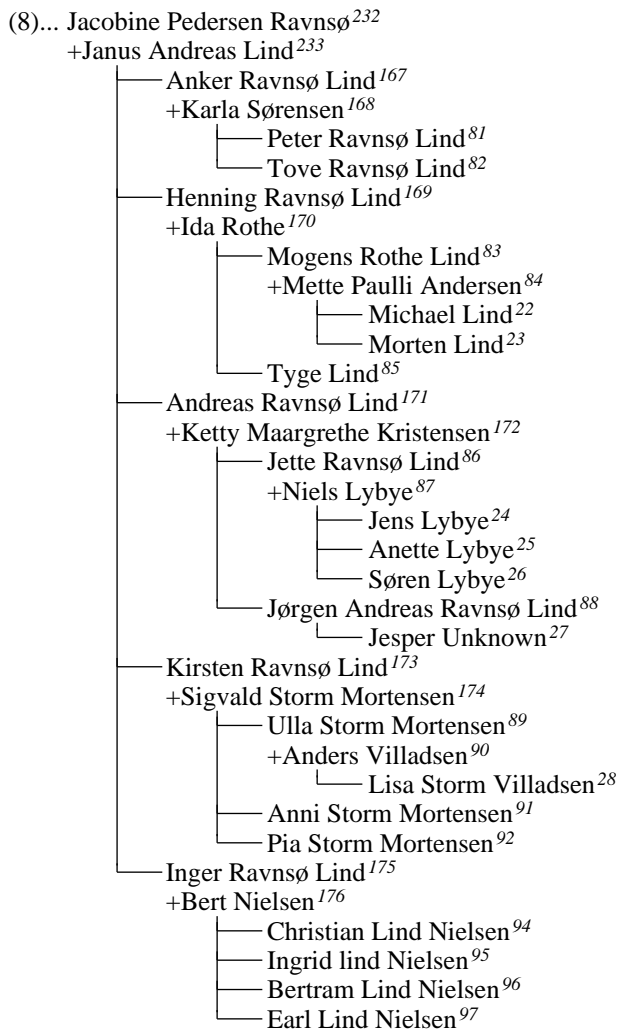 (8)... Jacobine Pedersen Ravnsø232
+Janus Andreas Lind233
Anker Ravnsø Lind167
+Karla Sørensen168
Peter Ravnsø Lind81
Tove Ravnsø Lind82
Henning Ravnsø Lind169
+Ida Rothe170
Mogens Rothe Lind83
+Mette Paulli Andersen84
Michael Lind22
Morten Lind23
Tyge Lind85
Andreas Ravnsø Lind171
+Ketty Maargrethe Kristensen172
Jette Ravnsø Lind86
+Niels Lybye87
Jens Lybye24
Anette Lybye25
Søren Lybye26
Jørgen Andreas Ravnsø Lind88
Jesper Unknown27
Kirsten Ravnsø Lind173
+Sigvald Storm Mortensen174
Ulla Storm Mortensen89
+Anders Villadsen90
Lisa Storm Villadsen28
Anni Storm Mortensen91
Pia Storm Mortensen92
Inger Ravnsø Lind175
+Bert Nielsen176
Christian Lind Nielsen94
Ingrid lind Nielsen95
Bertram Lind Nielsen96
Earl Lind Nielsen97